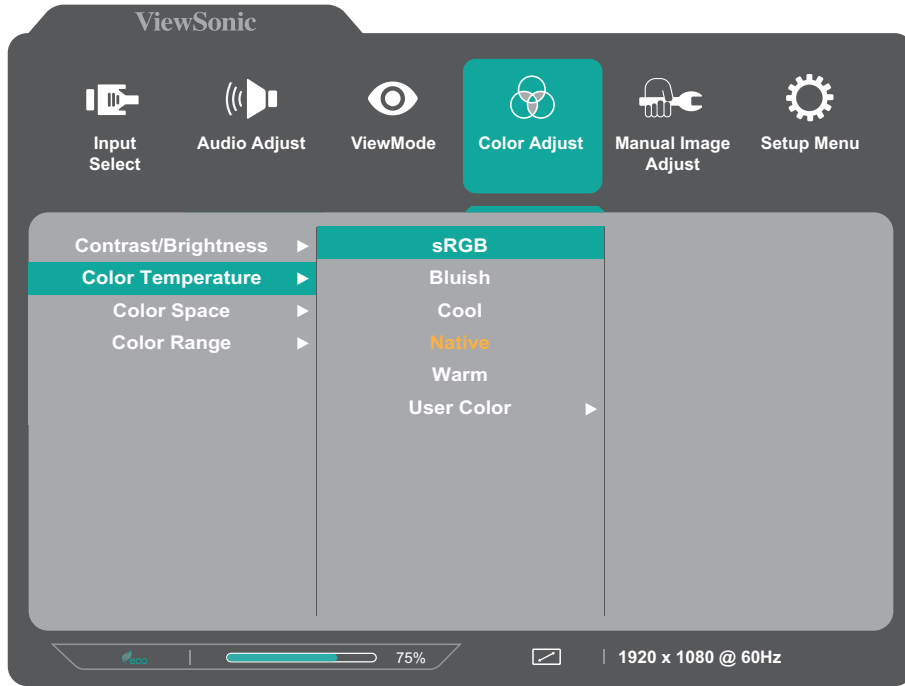 ViewSonic
Input
Select
Audio Adjust
ViewMode
Color Adjust
Manual Image
Adjust
Setup Menu
Contrast/Brightness
Color Temperature
Color Space
Color Range
sRGB
Bluish
Cool
Native
Warm
User Color
eco
75%
1920 x 1080 @ 60Hz